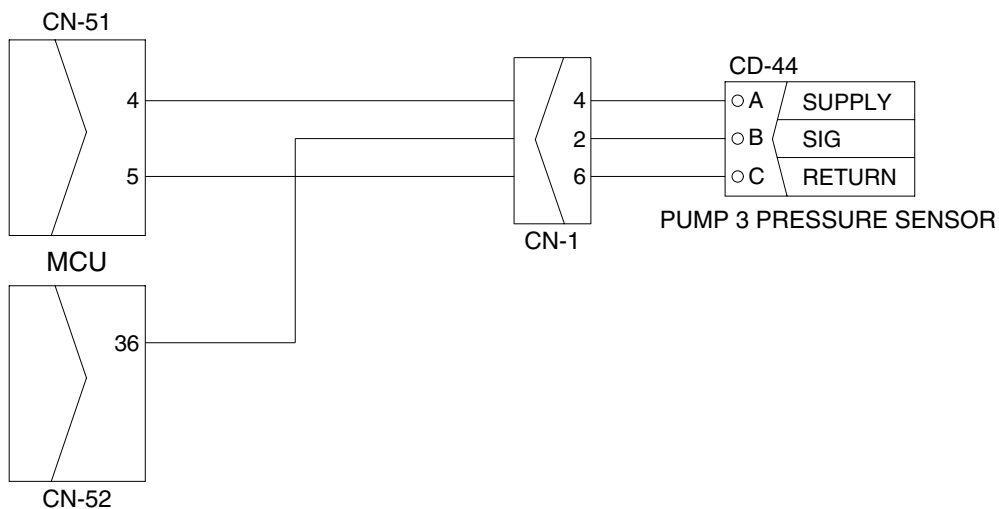 CN-51
4
5
MCU
36
CN-52
4
2
6
CN-1
CD-44
A SUPPLY
B SIG
C RETURN
PUMP 3 PRESSURE SENSOR